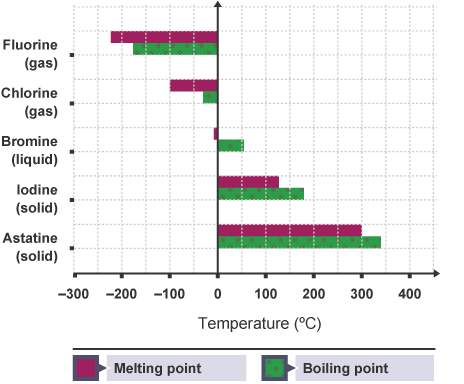 Fluorine
(gas)
Chlorine
(gas)
Bromine
(liquid)
Iodine
(solid)
Astatine
(solid)
–300 –200 –100 0 100 200 300 400
Temperature (ºC)
Melting point Boiling point